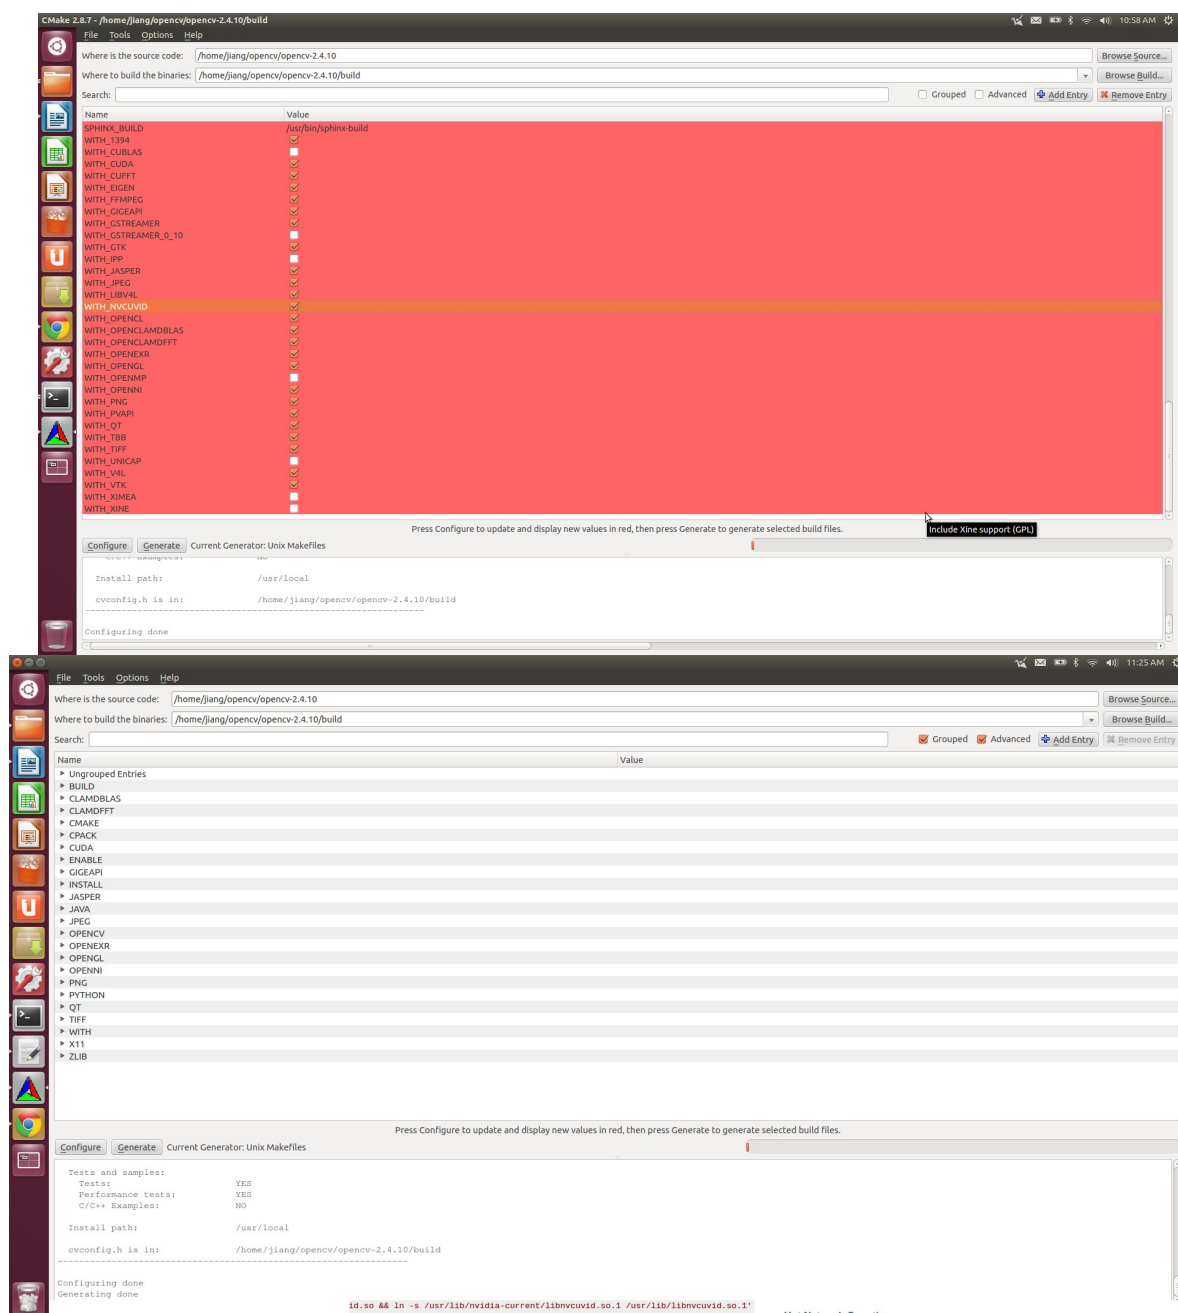 CMake 2.8.7 - /home/jiang/opencv/opencv-2.4.10/build 10:58 AM
File Tools Options Help
Where is the source code: /home/jiang/opencv/opencv-2.4.10 Browse Source...
Where to build the binaries: /home/jiang/opencv/opencv-2.4.10/build Browse Build...
Search: Grouped Advanced Add Entry Remove Entry
Name Value
SPHINX_BUILD /usr/bin/sphinx-build
WITH_1394
WITH_CUBLAS
WITH_CUDA
WITH_CUFFT
WITH_EIGEN
WITH_FFMPEG
WITH_GIGEAPI
WITH_GSTREAMER
WITH_GSTREAMER_0_10
WITH_GTK
WITH_IPP
WITH_JASPER
WITH_JPEG
WITH_LIBV4L
WITH_NVCUVID
WITH_OPENCL
WITH_OPENCLAMDBLAS
WITH_OPENCLAMDFFT
WITH_OPENEXR
WITH_OPENGL
WITH_OPENMP
WITH_OPENNI
WITH_PNG
WITH_PVAPI
WITH_QT
WITH_TBB
WITH_TIFF
WITH_UNICAP
WITH_V4L
WITH_VTK
WITH_XIMEA
WITH_XINE
Press Configure to update and display new values in red, then press Generate to generate selected build files.
Include Xine support (GPL)
Configure Generate Current Generator: Unix Makefiles
Install path: /usr/local
cvconfig.h is in: /home/jiang/opencv/opencv-2.4.10/build
Configuring done
11:25 AM
File Tools Options Help
Where is the source code: /home/jiang/opencv/opencv-2.4.10 Browse Source...
Where to build the binaries: /home/jiang/opencv/opencv-2.4.10/build Browse Build...
Search: Grouped Advanced Add Entry Remove Entry
Name Value
Ungrouped Entries
BUILD
CLAMDBLAS
CLAMDFFT
CMAKE
CPACK
CUDA
ENABLE
GIGEAPI
INSTALL
JASPER
JAVA
JPEG
OPENCV
OPENEXR
OPENGL
OPENNI
PNG
PYTHON
QT
TIFF
WITH
X11
ZLIB
Press Configure to update and display new values in red, then press Generate to generate selected build files.
Configure Generate Current Generator: Unix Makefiles
Tests and samples:
Tests: YES
Performance tests: YES
C/C++ Examples: NO
Install path: /usr/local
cvconfig.h is in: /home/jiang/opencv/opencv-2.4.10/build
Configuring done
Generating done
id.so && ln -s /usr/lib/nvidia-current/libnvcuvid.so.1 /usr/lib/libnvcuvid.so.1'